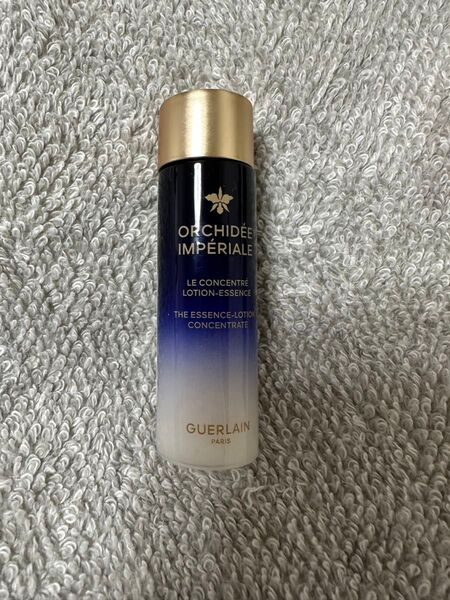 ORCHIDÉE
IMPÉRIALE
LE CONCENTRÉ
LOTION-ESSENCE
THE ESSENCE-LOTION
CONCENTRATE
GUERLAIN
PARIS